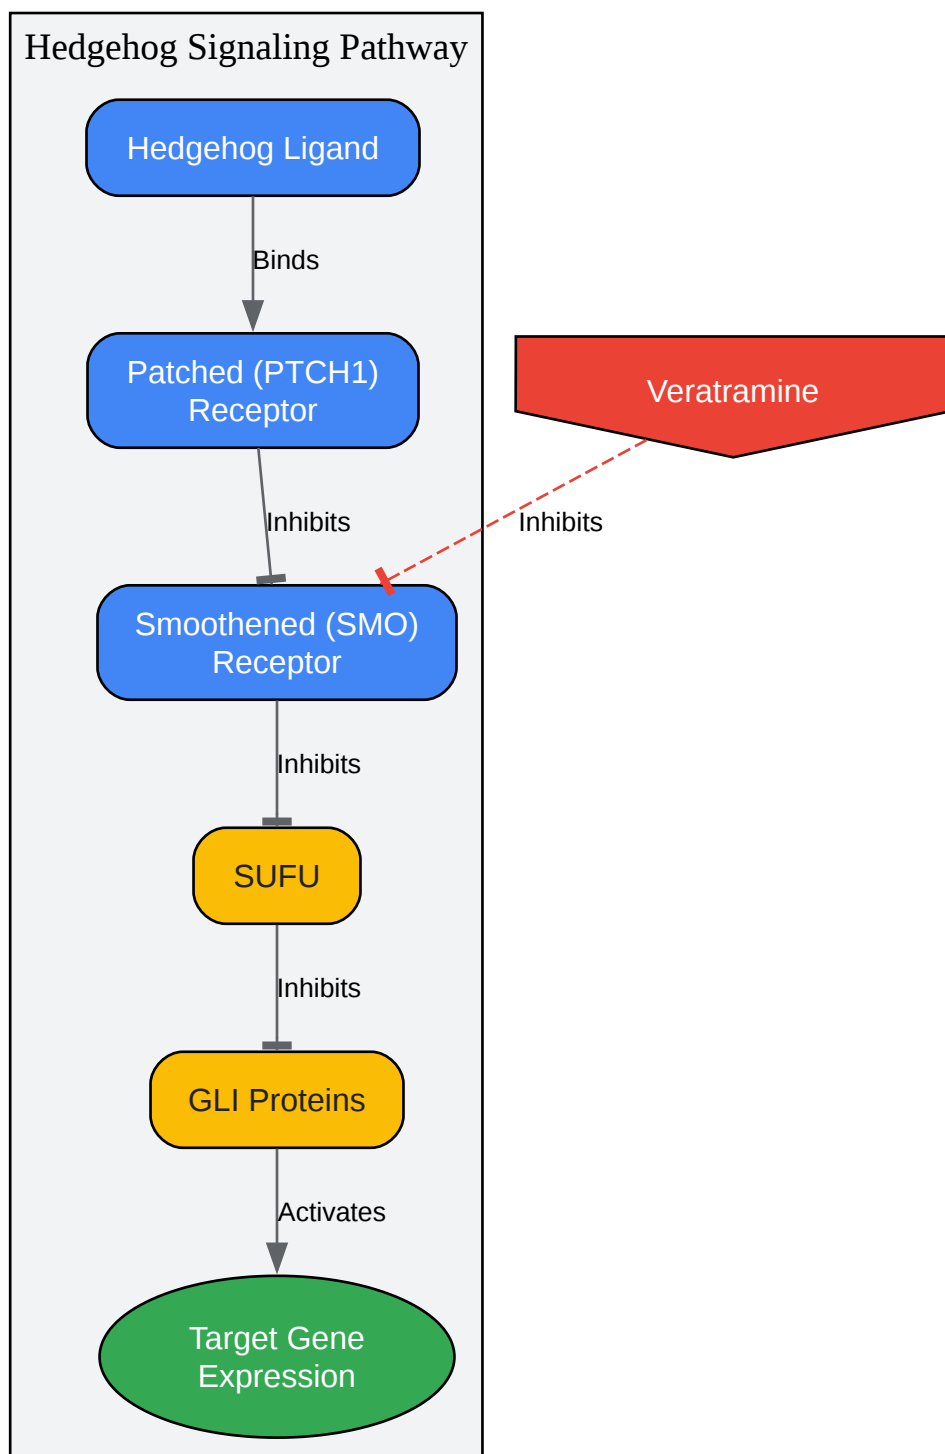 Hedgehog Signaling Pathway
Hedgehog Ligand
Binds
Patched (PTCH1)
Receptor
Veratramine
Inhibits
Inhibits
Smoothened (SMO)
Receptor
Inhibits
SUFU
Inhibits
GLI Proteins
Activates
Target Gene
Expression